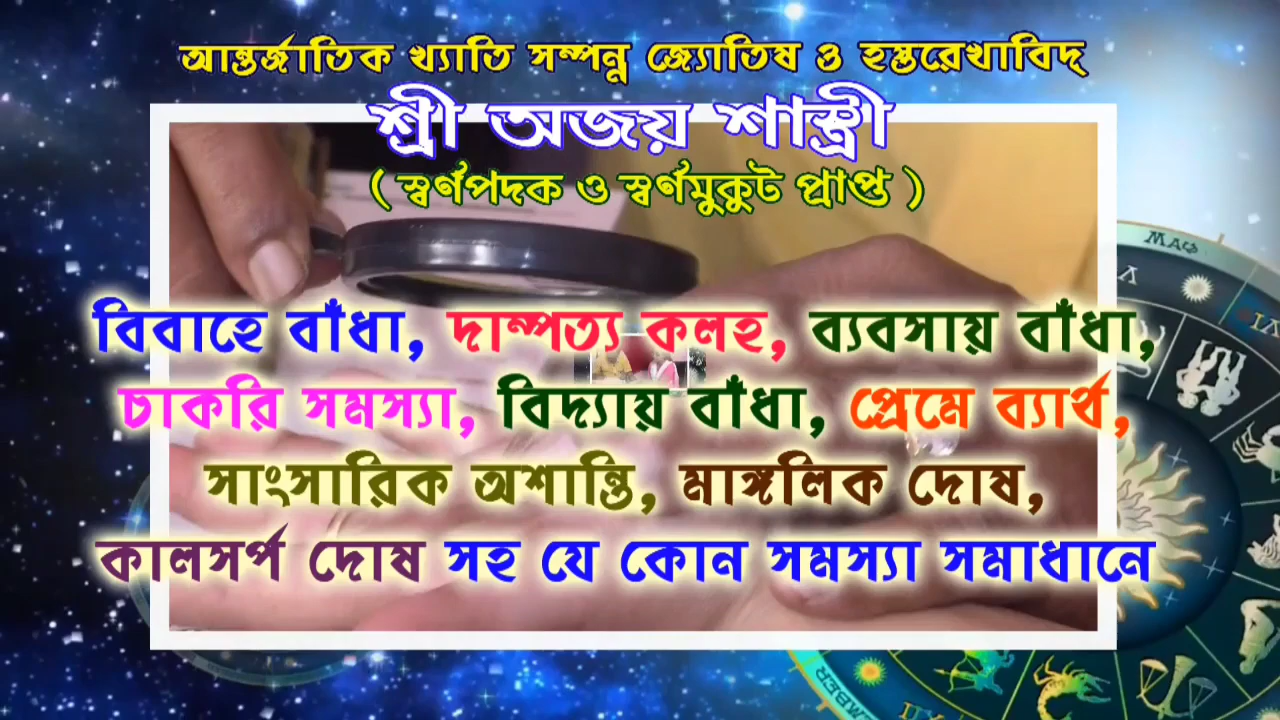 আন্তর্জাতিক খ্যাতি সম্পন্ন জ্যোতিষ ও হস্তরেখাবিদ্
শ্রী অজয় শাস্ত্রী
( স্বর্ণপদক ও স্বর্ণমুকুট প্রাপ্ত )
বিবাহে বাঁধা, দাম্পত্য কলহ, ব্যবসায় বাঁধা,
চাকরি সমস্যা, বিদ্যায় বাঁধা, প্রেমে ব্যার্থ,
সাংসারিক অশান্তি, মাঙ্গলিক দোষ,
কালসর্প দোষ সহ যে কোন সমস্যা সমাধানে